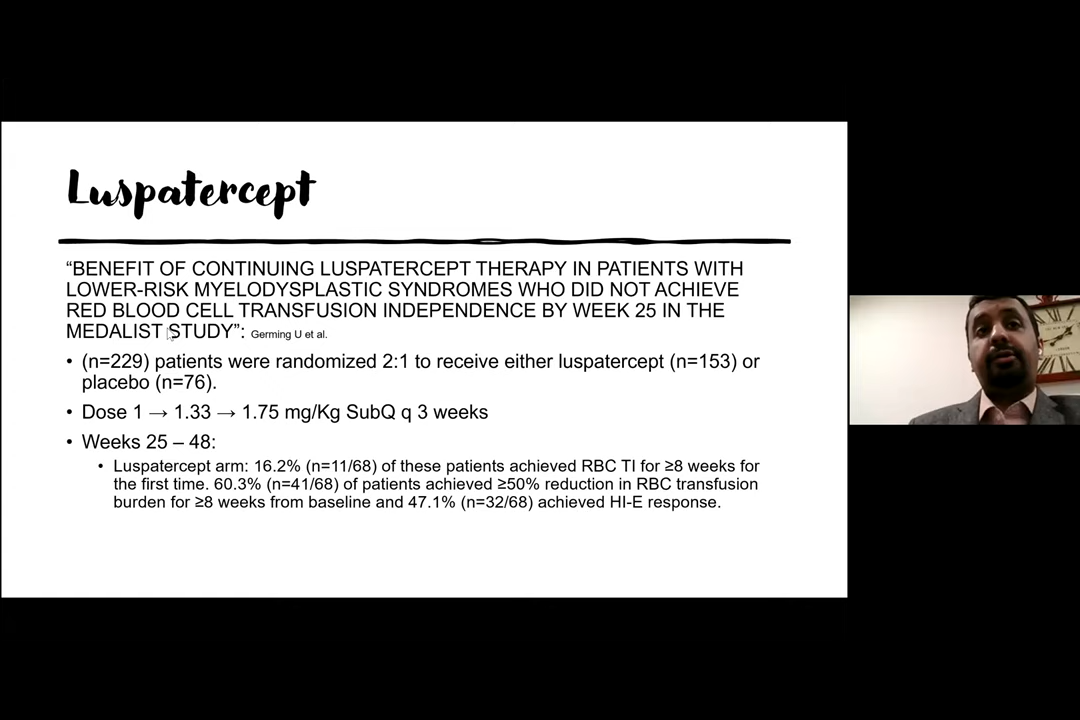 Luspatercept
“BENEFIT OF CONTINUING LUSPATERCEPT THERAPY IN PATIENTS WITH
LOWER-RISK MYELODYSPLASTIC SYNDROMES WHO DID NOT ACHIEVE
RED BLOOD CELL TRANSFUSION INDEPENDENCE BY WEEK 25 IN THE
MEDALIST STUDY”: Germing U et al.
• (n=229) patients were randomized 2:1 to receive either luspatercept (n=153) or
placebo (n=76).
• Dose 1 → 1.33 → 1.75 mg/Kg SubQ q 3 weeks
• Weeks 25 – 48:
• Luspatercept arm: 16.2% (n=11/68) of these patients achieved RBC TI for ≥8 weeks for
the first time. 60.3% (n=41/68) of patients achieved ≥50% reduction in RBC transfusion
burden for ≥8 weeks from baseline and 47.1% (n=32/68) achieved HI-E response.